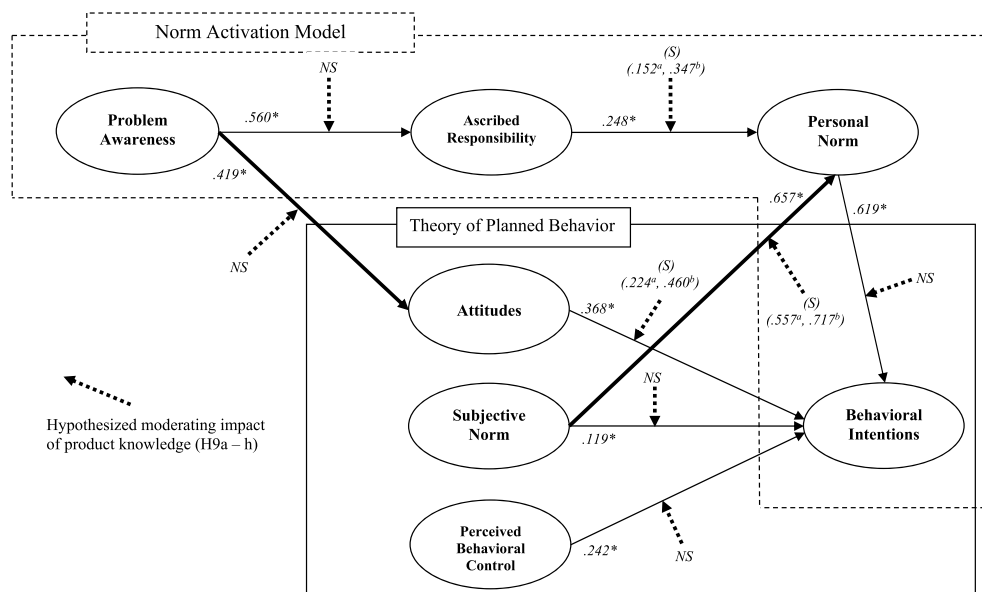 Norm Activation Model
NS
(S)
(.152ᵃ, .347ᵇ)
Problem
Awareness
.560*
Ascribed
Responsibility
.248*
Personal
Norm
.419*
.657*
.619*
Theory of Planned Behavior
NS
(S)
(.224ᵃ, .460ᵇ)
(S)
(.557ᵃ, .717ᵇ)
NS
Attitudes
.368*
NS
Subjective
Norm
.119*
Behavioral
Intentions
Hypothesized moderating impact
of product knowledge (H9a – h)
Perceived
Behavioral
Control
.242*
NS